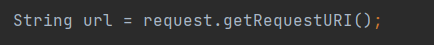 String url = request.getRequestURI();